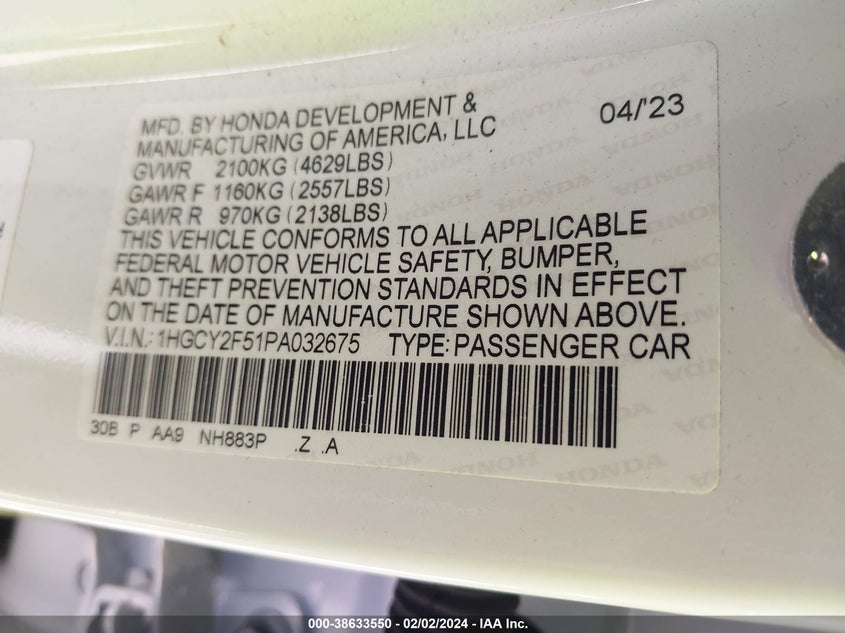 MFD. BY HONDA DEVELOPMENT & 04/'23
MANUFACTURING OF AMERICA, LLC
GVWR 2100KG (4629LBS)
GAWR F 1160KG (2557LBS)
GAWR R 970KG (2138LBS)
THIS VEHICLE CONFORMS TO ALL APPLICABLE
FEDERAL MOTOR VEHICLE SAFETY, BUMPER,
AND THEFT PREVENTION STANDARDS IN EFFECT
ON THE DATE OF MANUFACTURE SHOWN ABOVE.
V.I.N.: 1HGCY2F51PA032675 TYPE: PASSENGER CAR
30B P AA9 NH883P .Z .A
HONDA
000-38633550 - 02/02/2024 - IAA Inc.